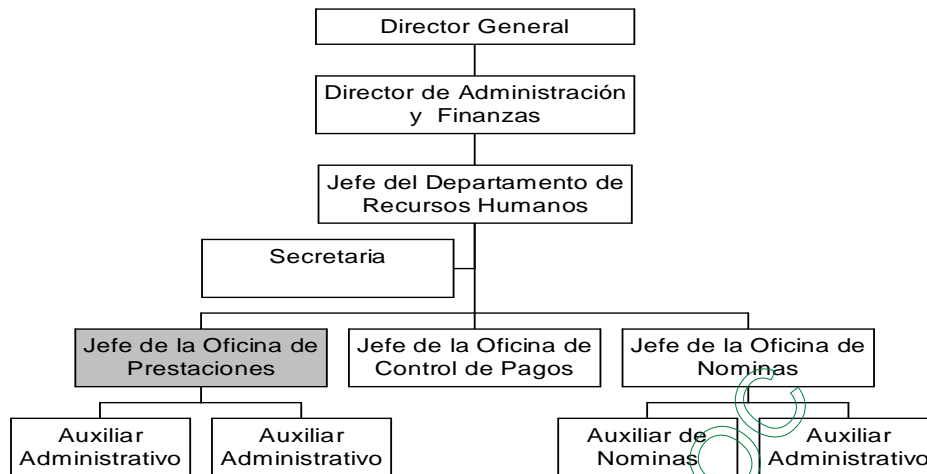 Director General
Director de Administración
y Finanzas
Jefe del Departamento de
Recursos Humanos
Secretaria
Jefe de la Oficina de
Prestaciones
Jefe de la Oficina de
Control de Pagos
Jefe de la Oficina de
Nominas
Auxiliar
Administrativo
Auxiliar
Administrativo
Auxiliar de
Nominas
Auxiliar
Administrativo